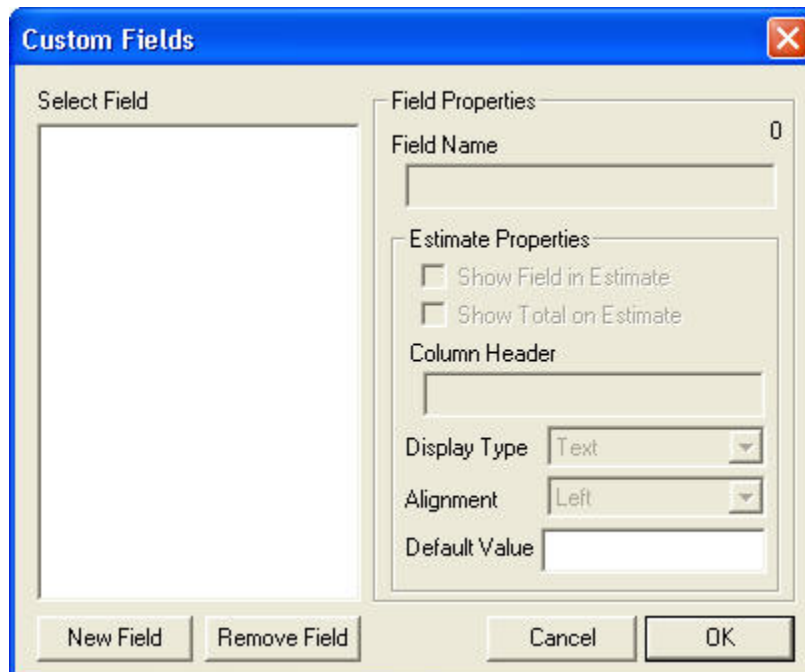 Custom Fields
Select Field
Field Properties
0
Field Name
Estimate Properties
Show Field in Estimate
Show Total on Estimate
Column Header
Display Type Text
Alignment Left
Default Value
New Field Remove Field Cancel OK